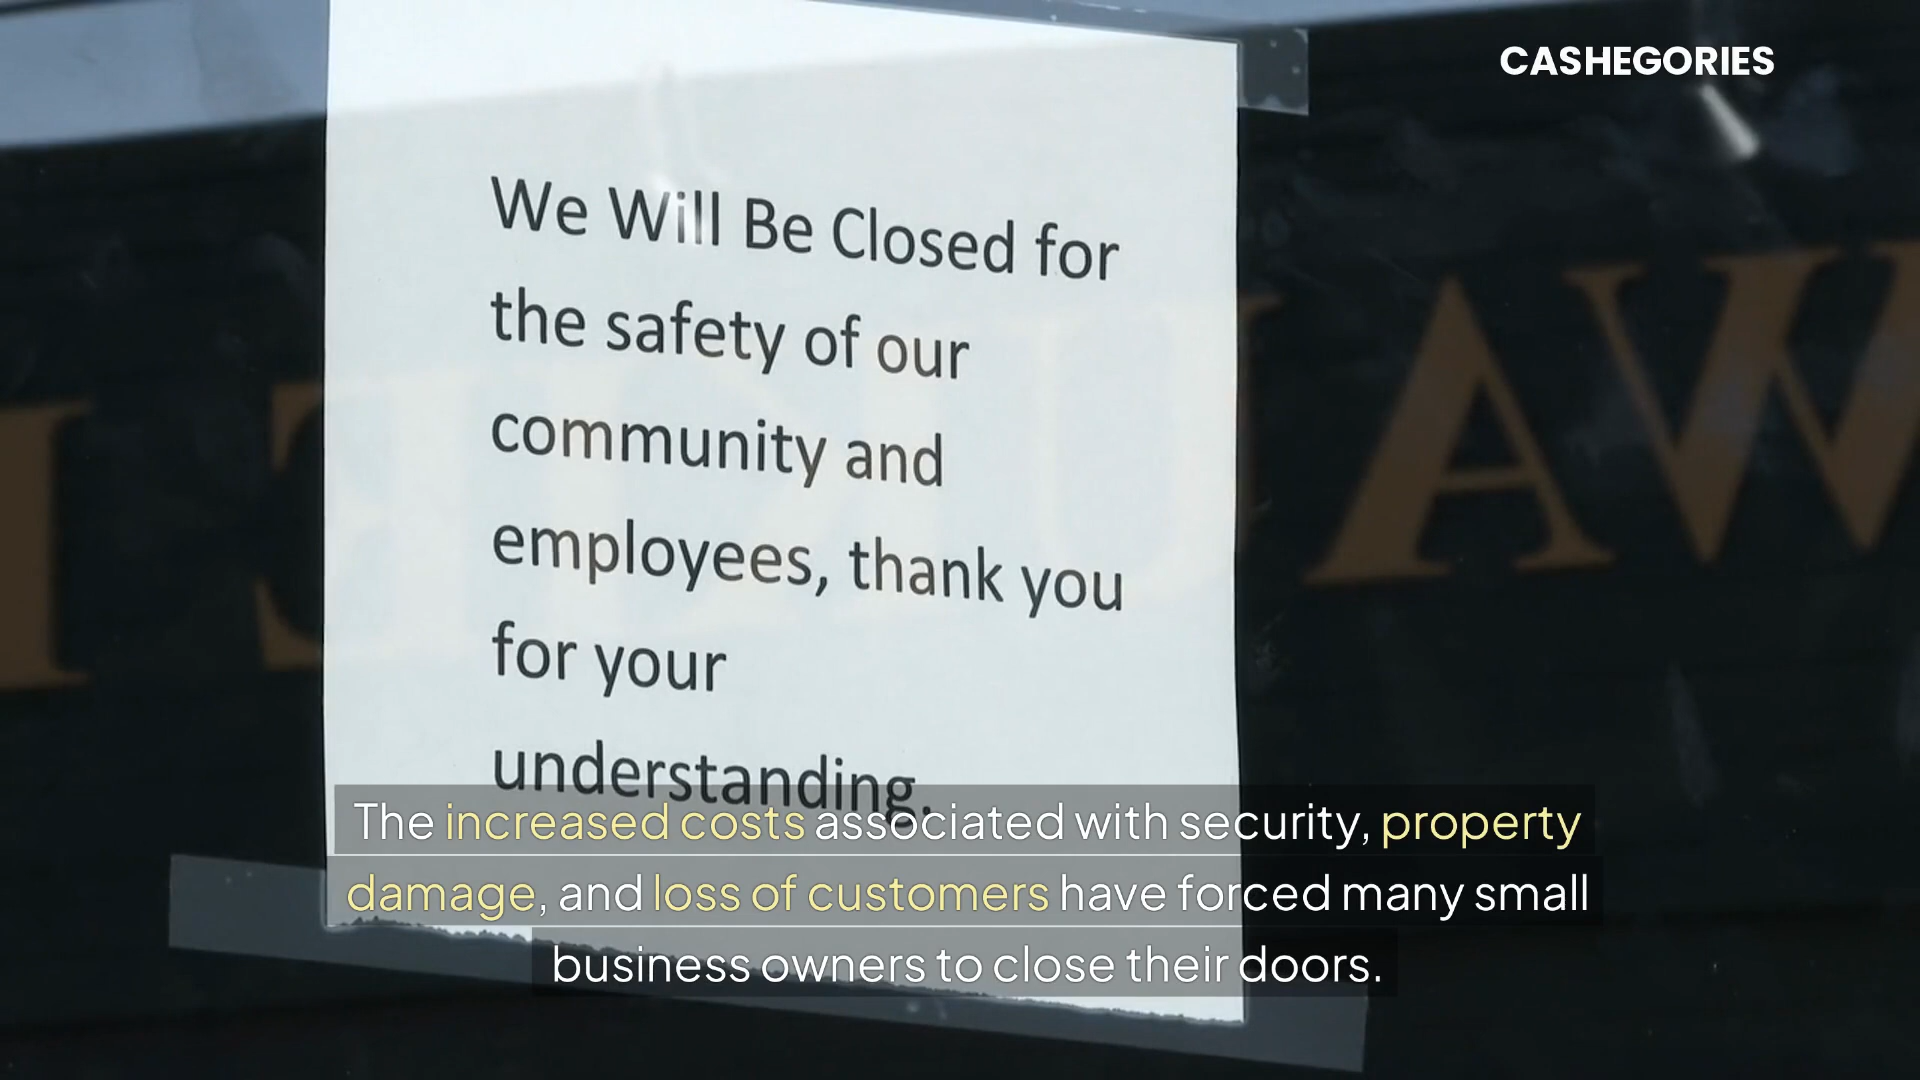 CASHEGORIES
We Will Be Closed for
the safety of our
community and
employees, thank you
for your
understanding.
The increased costs associated with security, property
damage, and loss of customers have forced many small
business owners to close their doors.